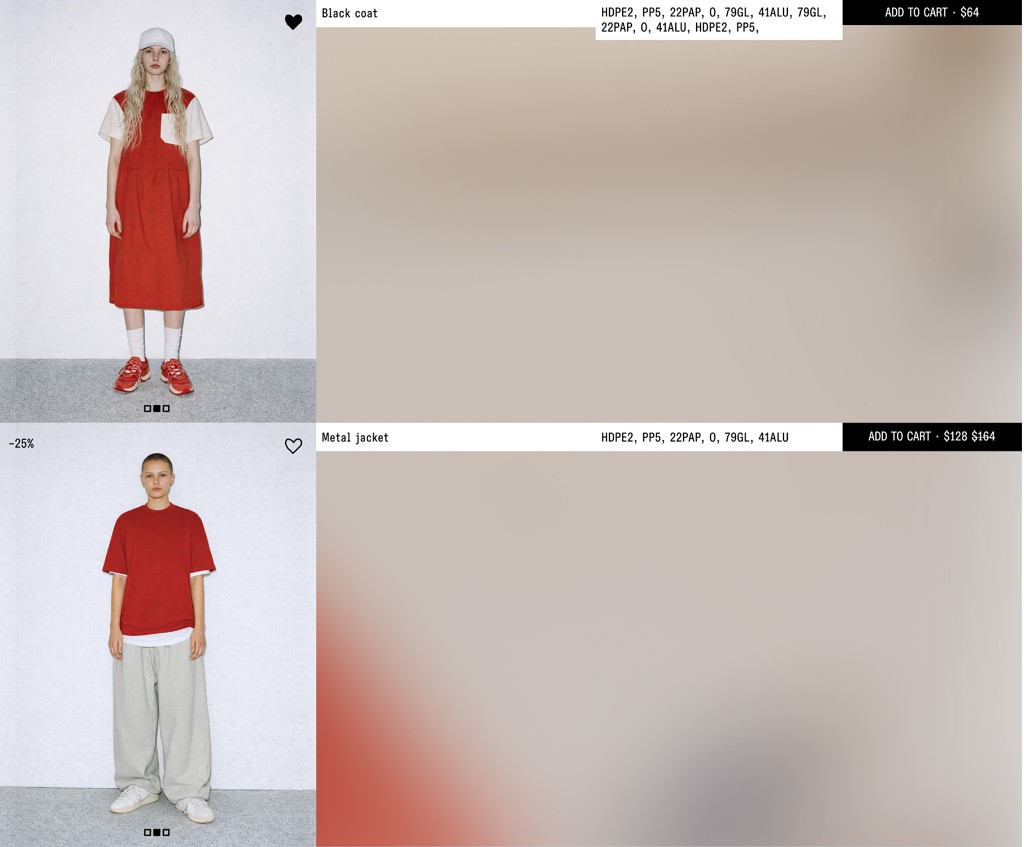 Black coat
HDPE2, PP5, 22PAP, O, 79GL, 41ALU, 79GL,
22PAP, O, 41ALU, HDPE2, PP5,
ADD TO CART · $64
-25%
Metal jacket
HDPE2, PP5, 22PAP, O, 79GL, 41ALU
ADD TO CART · $128 $164